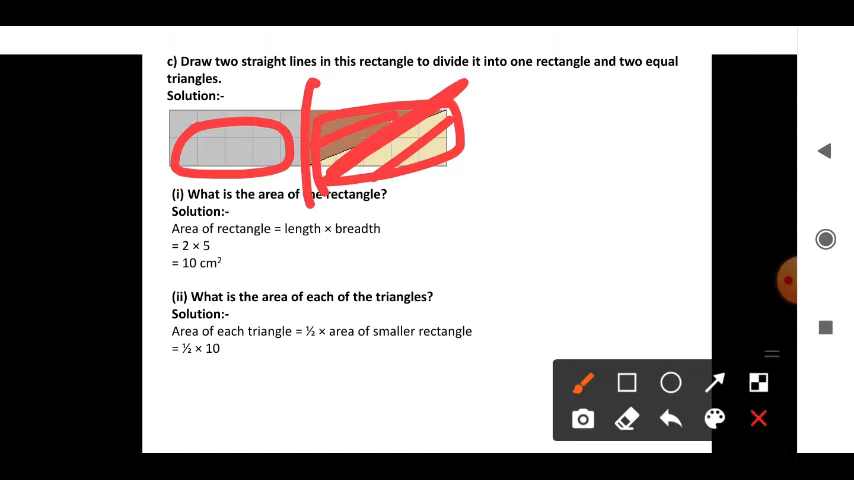 c) Draw two straight lines in this rectangle to divide it into one rectangle and two equal
triangles.
Solution:-
(i) What is the area of the rectangle?
Solution:-
Area of rectangle = length × breadth
= 2 × 5
= 10 cm²
(ii) What is the area of each of the triangles?
Solution:-
Area of each triangle = ½ × area of smaller rectangle
= ½ × 10